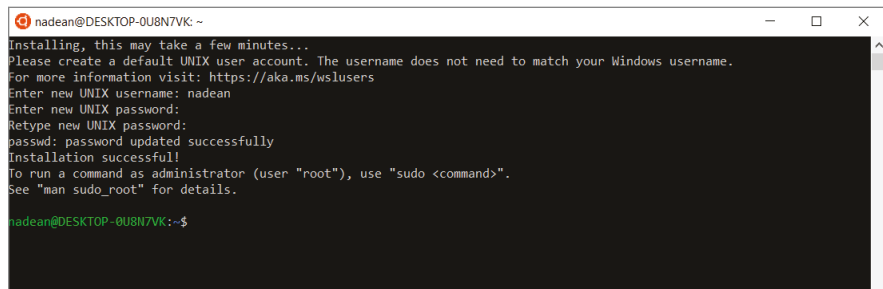 nadean@DESKTOP-0U8N7VK: ~
Installing, this may take a few minutes...
Please create a default UNIX user account. The username does not need to match your Windows username.
For more information visit: https://aka.ms/wslusers
Enter new UNIX username: nadean
Enter new UNIX password:
Retype new UNIX password:
passwd: password updated successfully
Installation successful!
To run a command as administrator (user "root"), use "sudo <command>".
See "man sudo_root" for details.
nadean@DESKTOP-0U8N7VK:~$